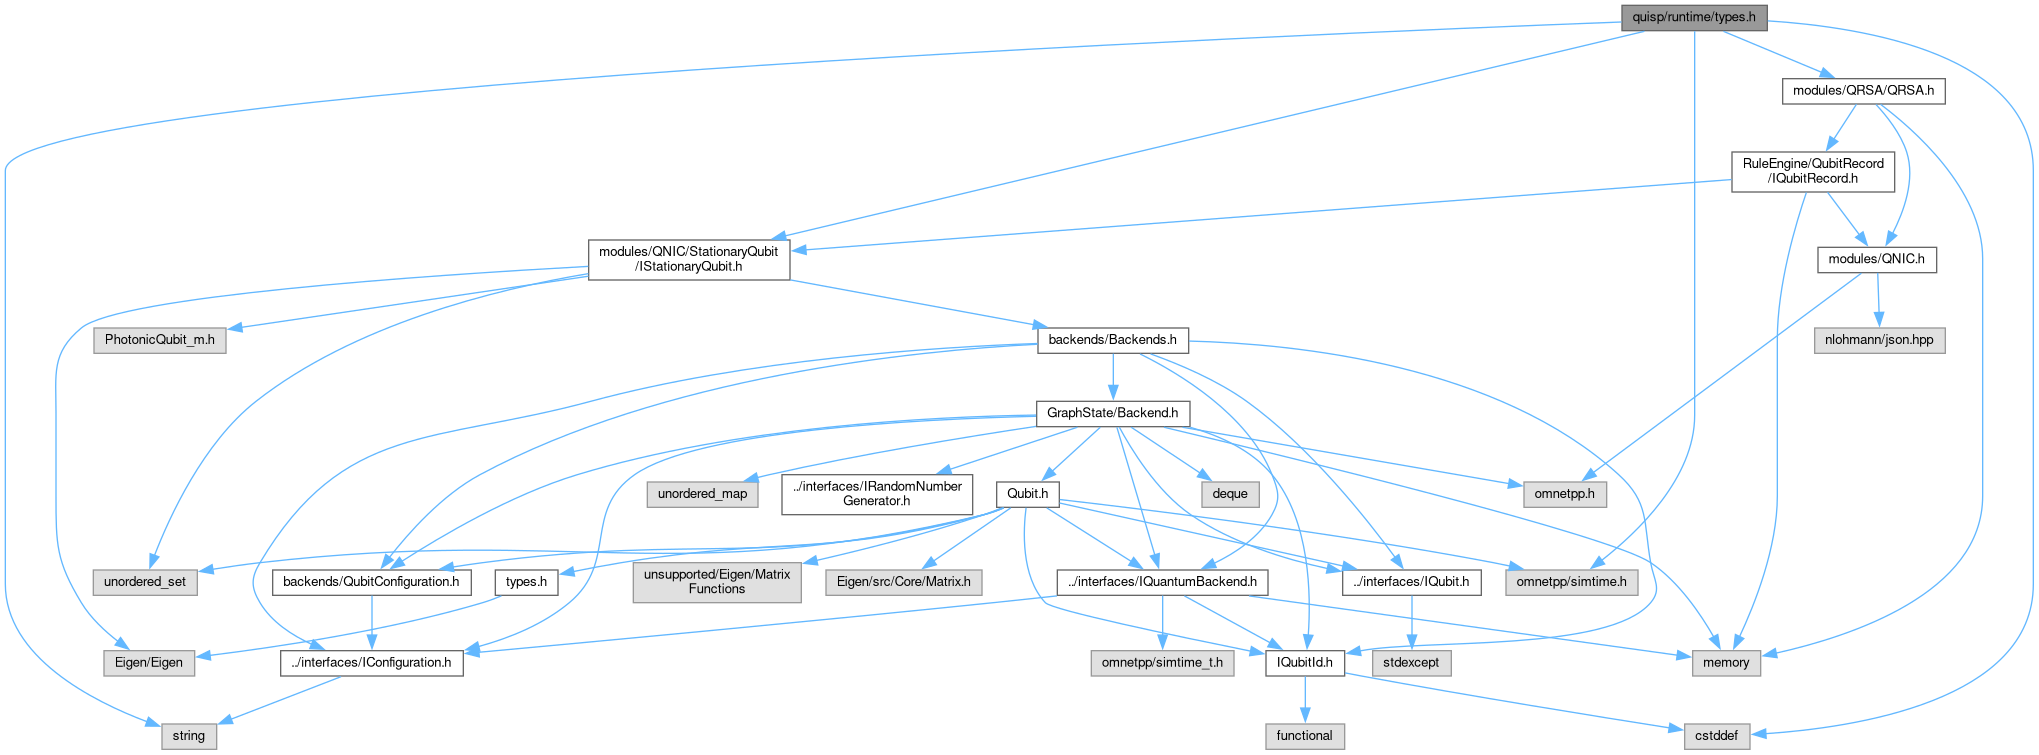 quisp/runtime/types.h
modules/QRSA/QRSA.h
RuleEngine/QubitRecord
/IQubitRecord.h
modules/QNIC/StationaryQubit
/IStationaryQubit.h
modules/QNIC.h
PhotonicQubit_m.h
backends/Backends.h
nlohmann/json.hpp
GraphState/Backend.h
unordered_map
../interfaces/IRandomNumber
Generator.h
Qubit.h
deque
omnetpp.h
unordered_set
backends/QubitConfiguration.h
types.h
unsupported/Eigen/Matrix
Functions
Eigen/src/Core/Matrix.h
../interfaces/IQuantumBackend.h
../interfaces/IQubit.h
omnetpp/simtime.h
Eigen/Eigen
../interfaces/IConfiguration.h
omnetpp/simtime_t.h
IQubitId.h
stdexcept
memory
string
functional
cstddef